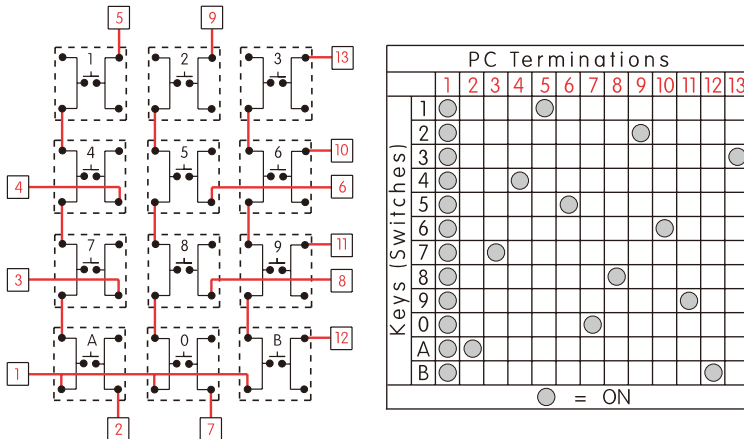 5 9
1 2 3 13
4 5 6 10
4 6
7 8 9 11
3 8
A 0 B 12
1
2 7
PC Terminations
1 2 3 4 5 6 7 8 9 10 11 12 13
Keys (Switches)
1
2
3
4
5
6
7
8
9
0
A
B
= ON